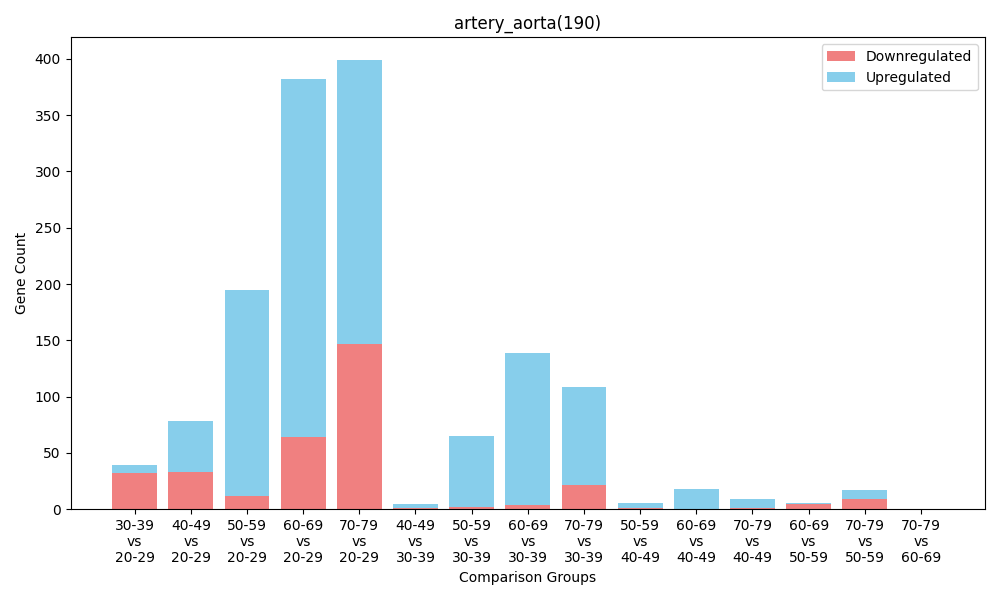 artery_aorta(190)
Downregulated
Upregulated
Gene Count
400
350
300
250
200
150
100
50
0
30-39 40-49 50-59 60-69 70-79 40-49 50-59 60-69 70-79 50-59 60-69 70-79 60-69 70-79 70-79
vs vs vs vs vs vs vs vs vs vs vs vs vs vs vs
20-29 20-29 20-29 20-29 20-29 30-39 30-39 30-39 30-39 40-49 40-49 40-49 50-59 50-59 60-69
Comparison Groups